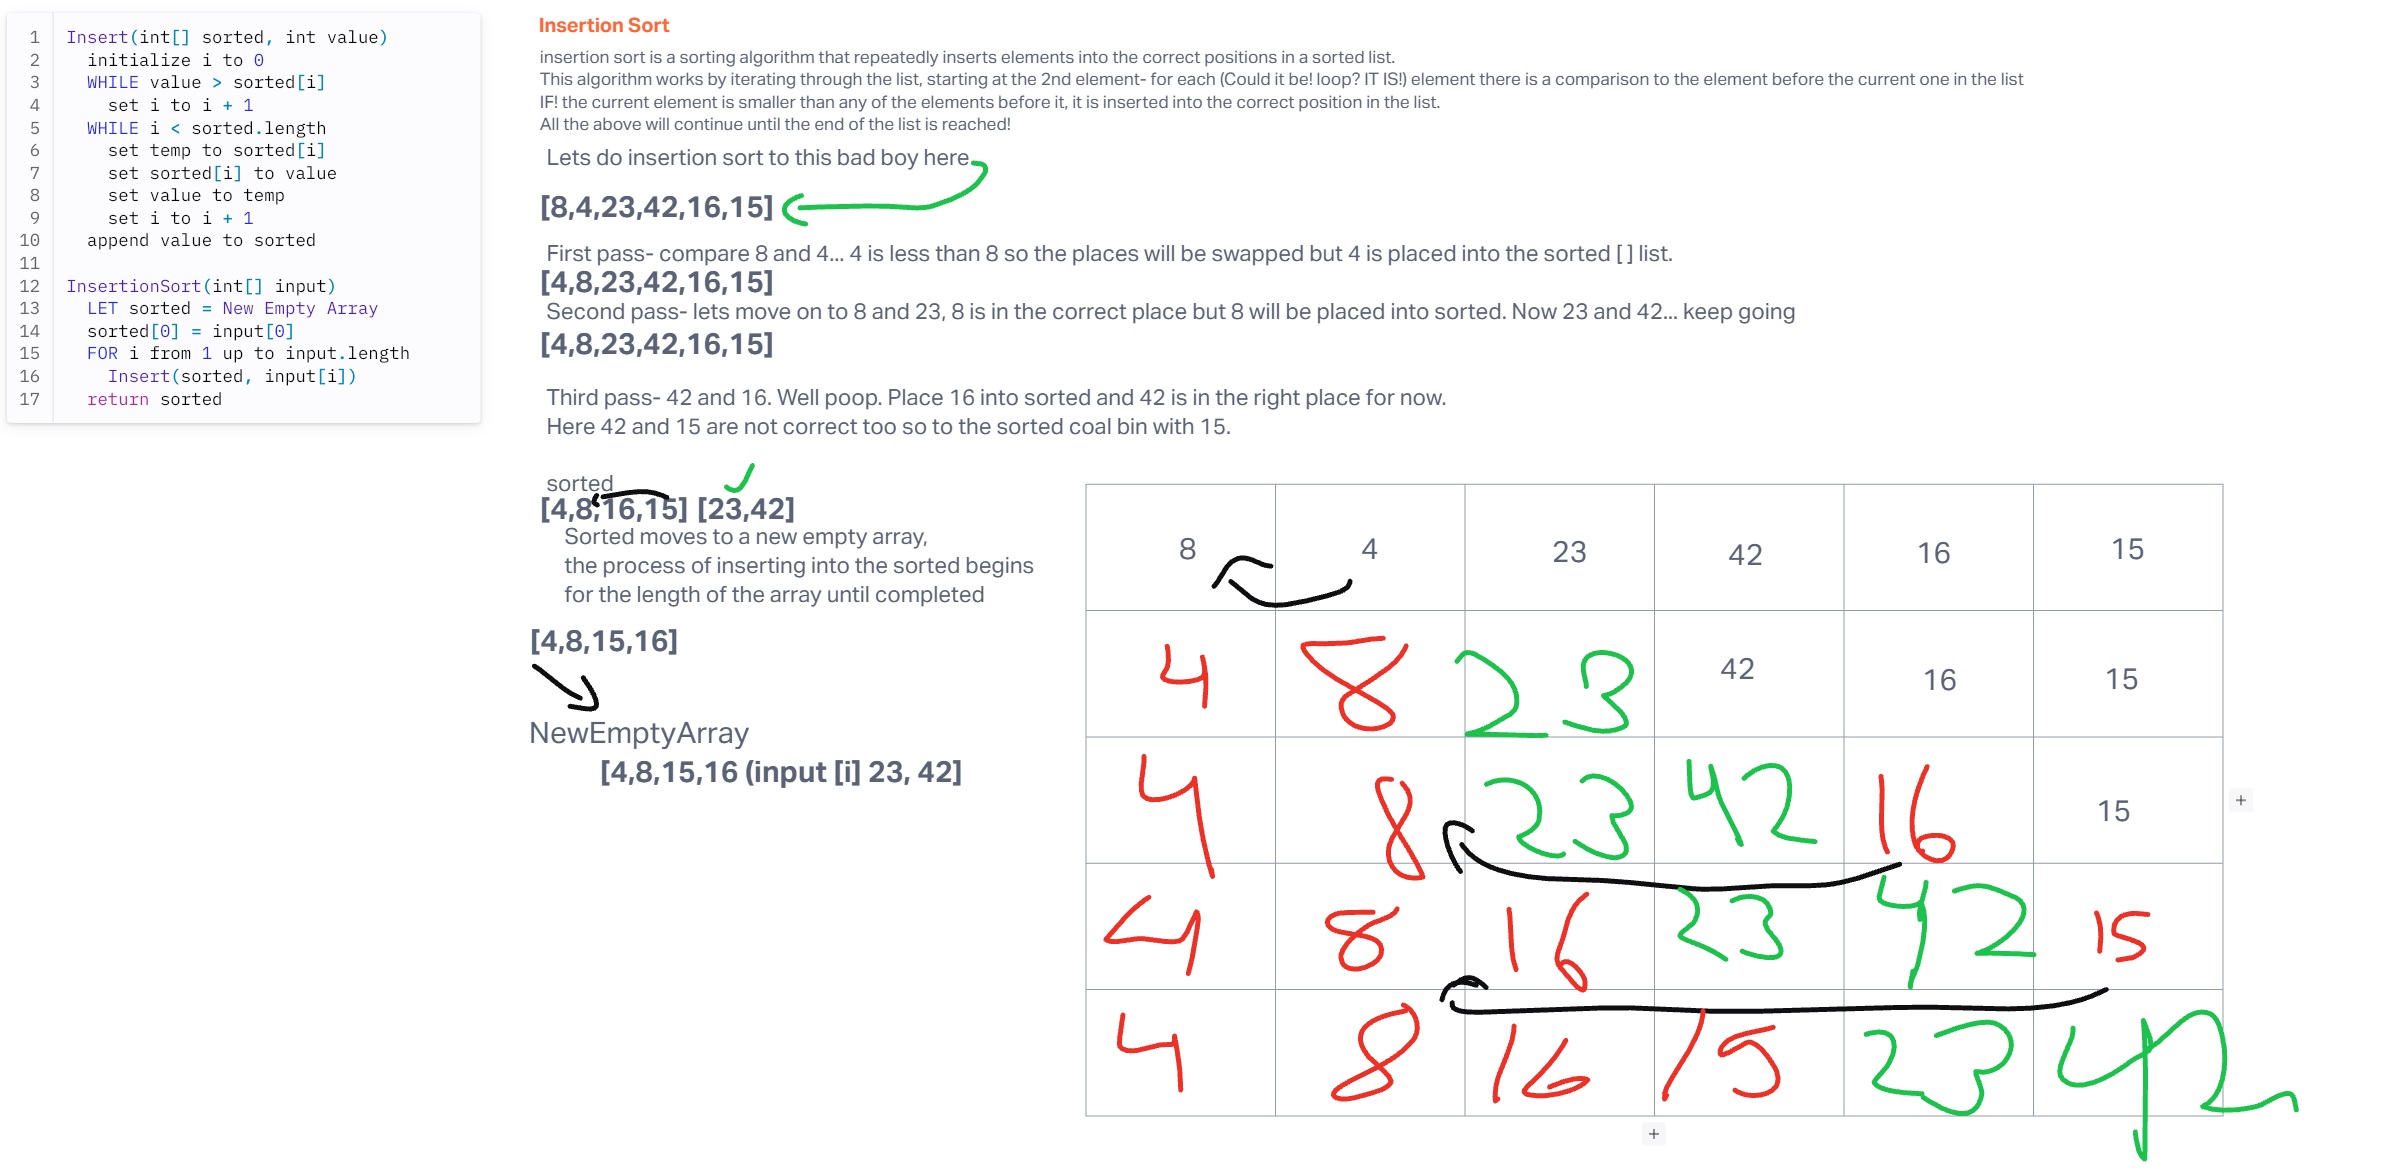 1 Insert(int[] sorted, int value)
2 initialize i to 0
3 WHILE value > sorted[i]
4 set i to i + 1
5 WHILE i < sorted.length
6 set temp to sorted[i]
7 set sorted[i] to value
8 set value to temp
9 set i to i + 1
10 append value to sorted
11
12 InsertionSort(int[] input)
13 LET sorted = New Empty Array
14 sorted[0] = input[0]
15 FOR i from 1 up to input.length
16 Insert(sorted, input[i])
17 return sorted
Insertion Sort
insertion sort is a sorting algorithm that repeatedly inserts elements into the correct positions in a sorted list.
This algorithm works by iterating through the list, starting at the 2nd element- for each (Could it be! loop? IT IS!) element there is a comparison to the element before the current one in the list
IF! the current element is smaller than any of the elements before it, it is inserted into the correct position in the list.
All the above will continue until the end of the list is reached!
Lets do insertion sort to this bad boy here
[8,4,23,42,16,15]
First pass- compare 8 and 4... 4 is less than 8 so the places will be swapped but 4 is placed into the sorted [ ] list.
[4,8,23,42,16,15]
Second pass- lets move on to 8 and 23, 8 is in the correct place but 8 will be placed into sorted. Now 23 and 42... keep going
[4,8,23,42,16,15]
Third pass- 42 and 16. Well poop. Place 16 into sorted and 42 is in the right place for now.
Here 42 and 15 are not correct too so to the sorted coal bin with 15.
sorted
[4,8,16,15] [23,42]
Sorted moves to a new empty array,
the process of inserting into the sorted begins
for the length of the array until completed
[4,8,15,16]
NewEmptyArray
[4,8,15,16 (input [i] 23, 42]
8 4 23 42 16 15
4 8 23 42 16 15
4 8 23 42 16 15
4 8 16 23 42 15
4 8 16 15 23 42
+
+